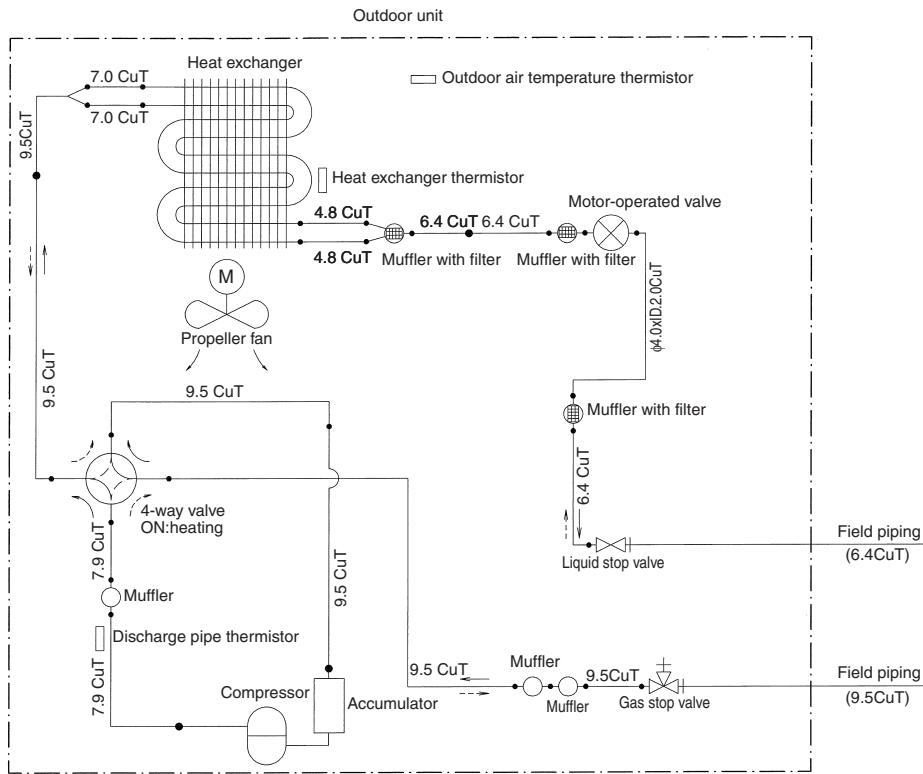 Outdoor unit
Heat exchanger
Outdoor air temperature thermistor
7.0 CuT
7.0 CuT
9.5CuT
Heat exchanger thermistor
Motor-operated valve
4.8 CuT
6.4 CuT
6.4 CuT
4.8 CuT
Muffler with filter
Muffler with filter
M
Propeller fan
ϕ4.0xID.2.0CuT
9.5 CuT
9.5 CuT
Muffler with filter
6.4 CuT
4-way valve
ON:heating
7.9 CuT
Liquid stop valve
Field piping
(6.4CuT)
9.5 CuT
Muffler
Discharge pipe thermistor
7.9 CuT
Compressor
Accumulator
9.5 CuT
Muffler
Muffler
9.5CuT
Gas stop valve
Field piping
(9.5CuT)